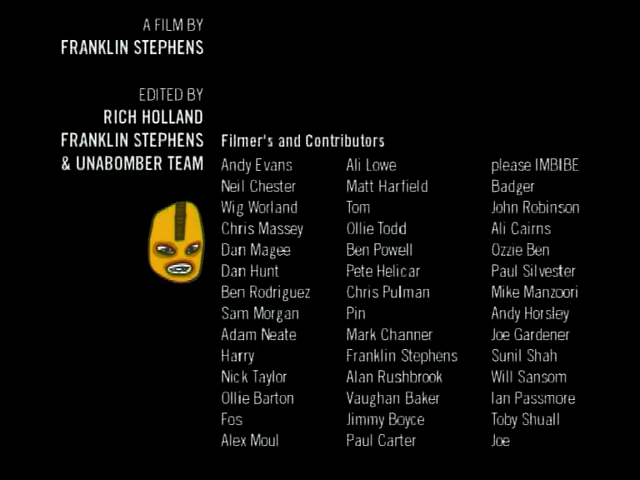 A FILM BY
FRANKLIN STEPHENS
EDITED BY
RICH HOLLAND
FRANKLIN STEPHENS
& UNABOMBER TEAM
Filmer's and Contributors
Andy Evans
Neil Chester
Wig Worland
Chris Massey
Dan Magee
Dan Hunt
Ben Rodriguez
Sam Morgan
Adam Neate
Harry
Nick Taylor
Ollie Barton
Fos
Alex Moul
Ali Lowe
Matt Harfield
Tom
Ollie Todd
Ben Powell
Pete Helicar
Chris Pulman
Pin
Mark Channer
Franklin Stephens
Alan Rushbrook
Vaughan Baker
Jimmy Boyce
Paul Carter
please IMBIBE
Badger
John Robinson
Ali Cairns
Ozzie Ben
Paul Silvester
Mike Manzoori
Andy Horsley
Joe Gardener
Sunil Shah
Will Sansom
Ian Passmore
Toby Shuall
Joe